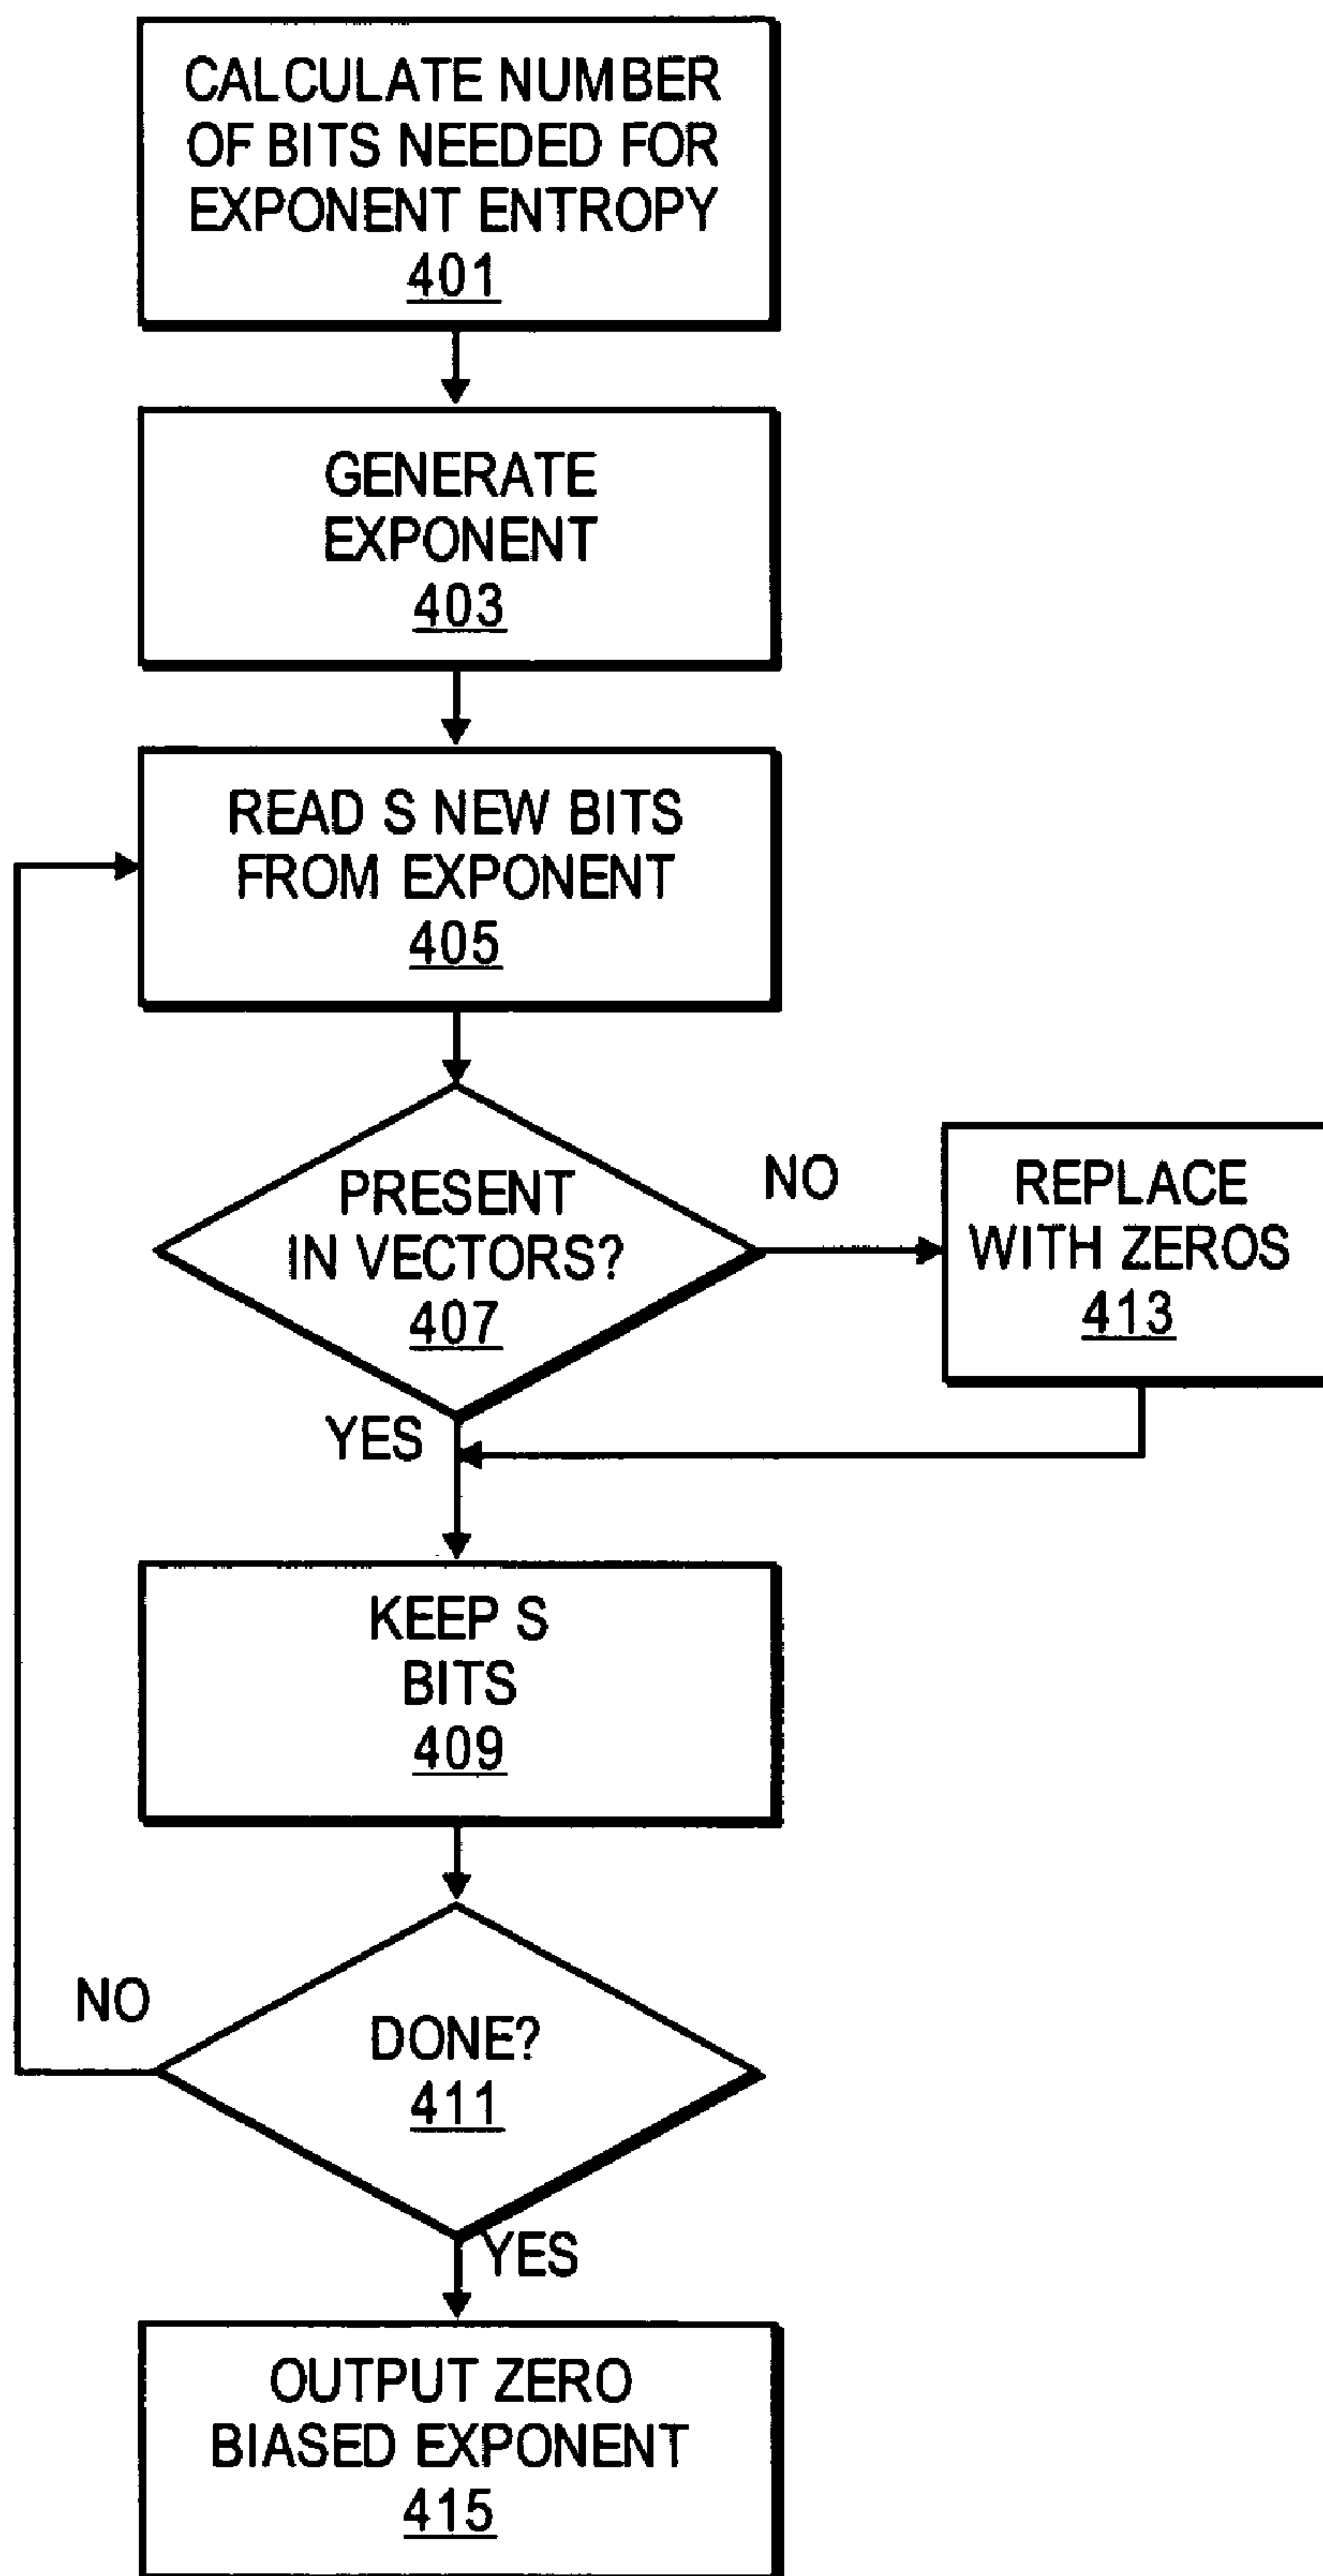 CALCULATE NUMBER
OF BITS NEEDED FOR
EXPONENT ENTROPY
401
GENERATE
EXPONENT
403
READ S NEW BITS
FROM EXPONENT
405
PRESENT
IN VECTORS?
407
NO
REPLACE
WITH ZEROS
413
YES
KEEP S
BITS
409
NO
DONE?
411
YES
OUTPUT ZERO
BIASED EXPONENT
415